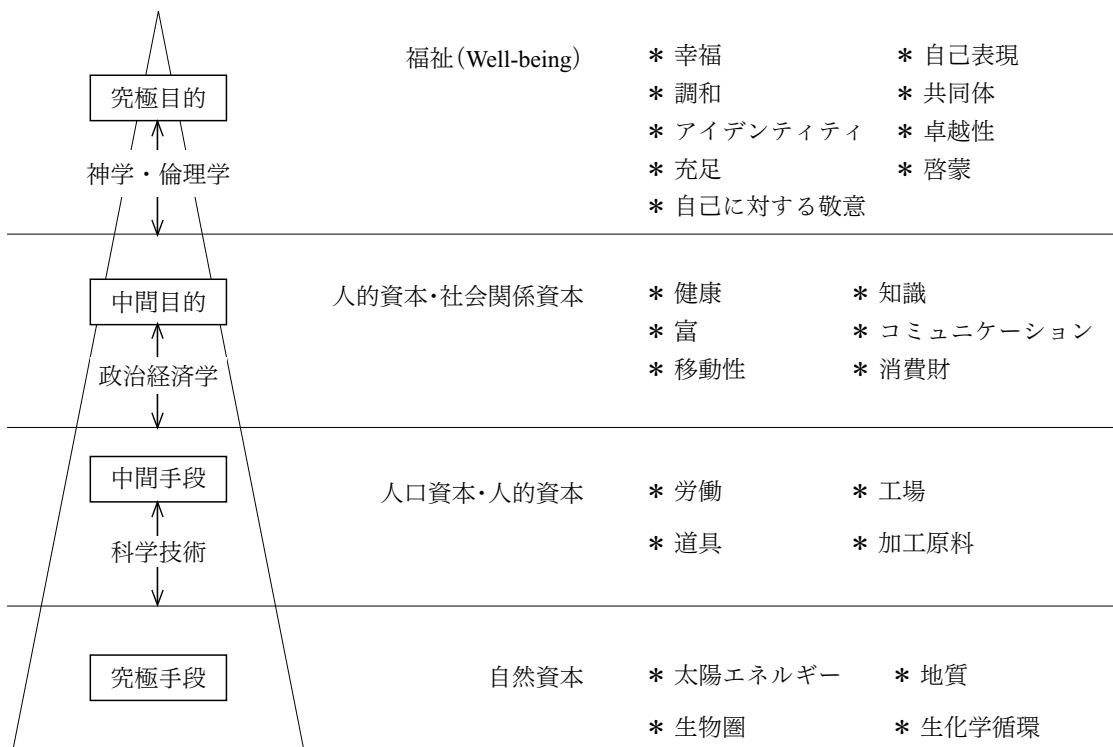 福祉(Well-being)
＊ 幸福 ＊ 自己表現
究極目的
＊ 調和 ＊ 共同体
＊ アイデンティティ ＊ 卓越性
神学・倫理学
＊ 充足 ＊ 啓蒙
＊ 自己に対する敬意
中間目的
人的資本・社会関係資本
＊ 健康 ＊ 知識
＊ 富 ＊ コミュニケーション
政治経済学
＊ 移動性 ＊ 消費財
中間手段
人口資本・人的資本
＊ 労働 ＊ 工場
科学技術
＊ 道具 ＊ 加工原料
究極手段
自然資本
＊ 太陽エネルギー ＊ 地質
＊ 生物圏 ＊ 生化学循環